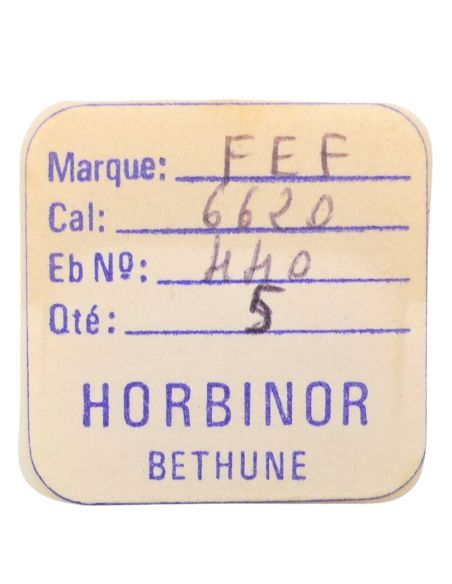 Marque: FEF
Cal: 6620
Eb Nº: 440
Qté: 5
HORBINOR
BETHUNE